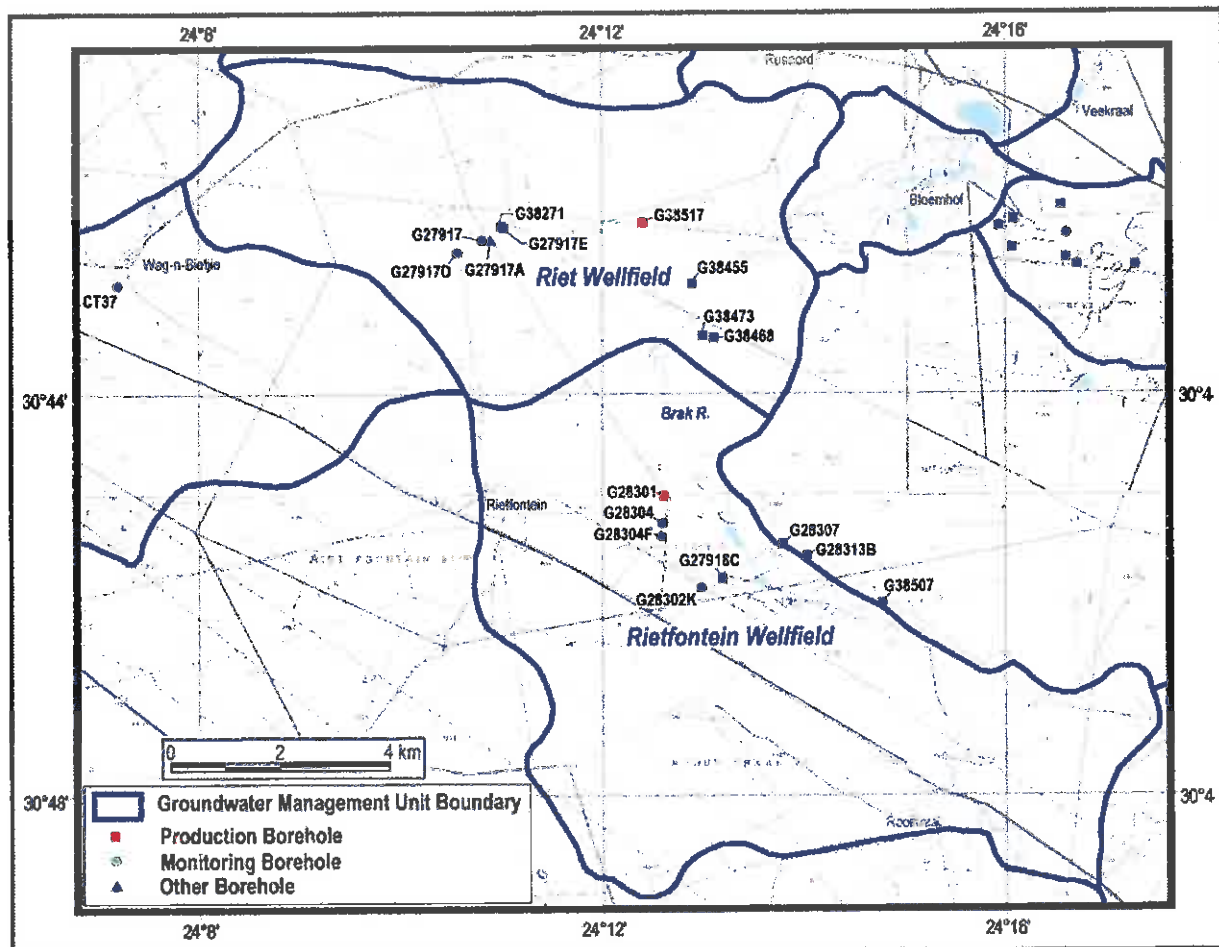 24°8'
24°12'
24°16'
Veekraal
Bloemhof
G38271
G38517
G27917
G27917E
G27917D
G27917A
Wag-n-Bietjie
Riet Wellfield
G38455
CT37
G38473
G38468
30°44'
30°4
Brak R.
G28301
Rietfontein
G28304
G28304F
G28307
G28313B
G27916C
G28302K
G38507
Rietfontein Wellfield
0 2 4 km
30°48'
30°4
Groundwater Management Unit Boundary
Production Borehole
Monitoring Borehole
Other Borehole
24°8'
24°12'
24°16'